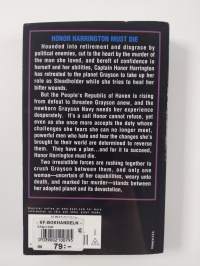 HONOR HARRINGTON MUST DIE
Hounded into retirement and disgrace by
political enemies, cut to the heart by the murder of
the man she loved, and bereft of confidence in
herself and her abilities, Captain Honor Harrington
has retreated to the planet Grayson to take up her
role as Steadholder while she tries to heal her
bitter wounds.
But the People's Republic of Haven is rising
from defeat to threaten Grayson anew, and the
newborn Grayson Navy needs her experience
desperately. It's a call Honor cannot refuse, yet
even as she once more accepts the duty whose
challenges she fears she can no longer meet,
powerful men who hate and fear the changes she's
brought to their world are determined to reverse
them. They have a plan...and for it to succeed,
Honor Harrington must die.
Two irresistible forces are rushing together to
crush Grayson between them, and only one
woman—uncertain of her capabilities, weary unto
death, and marked for murder—stands between
her adopted planet and its devastation.
SF-BOKHANDELN
79:—